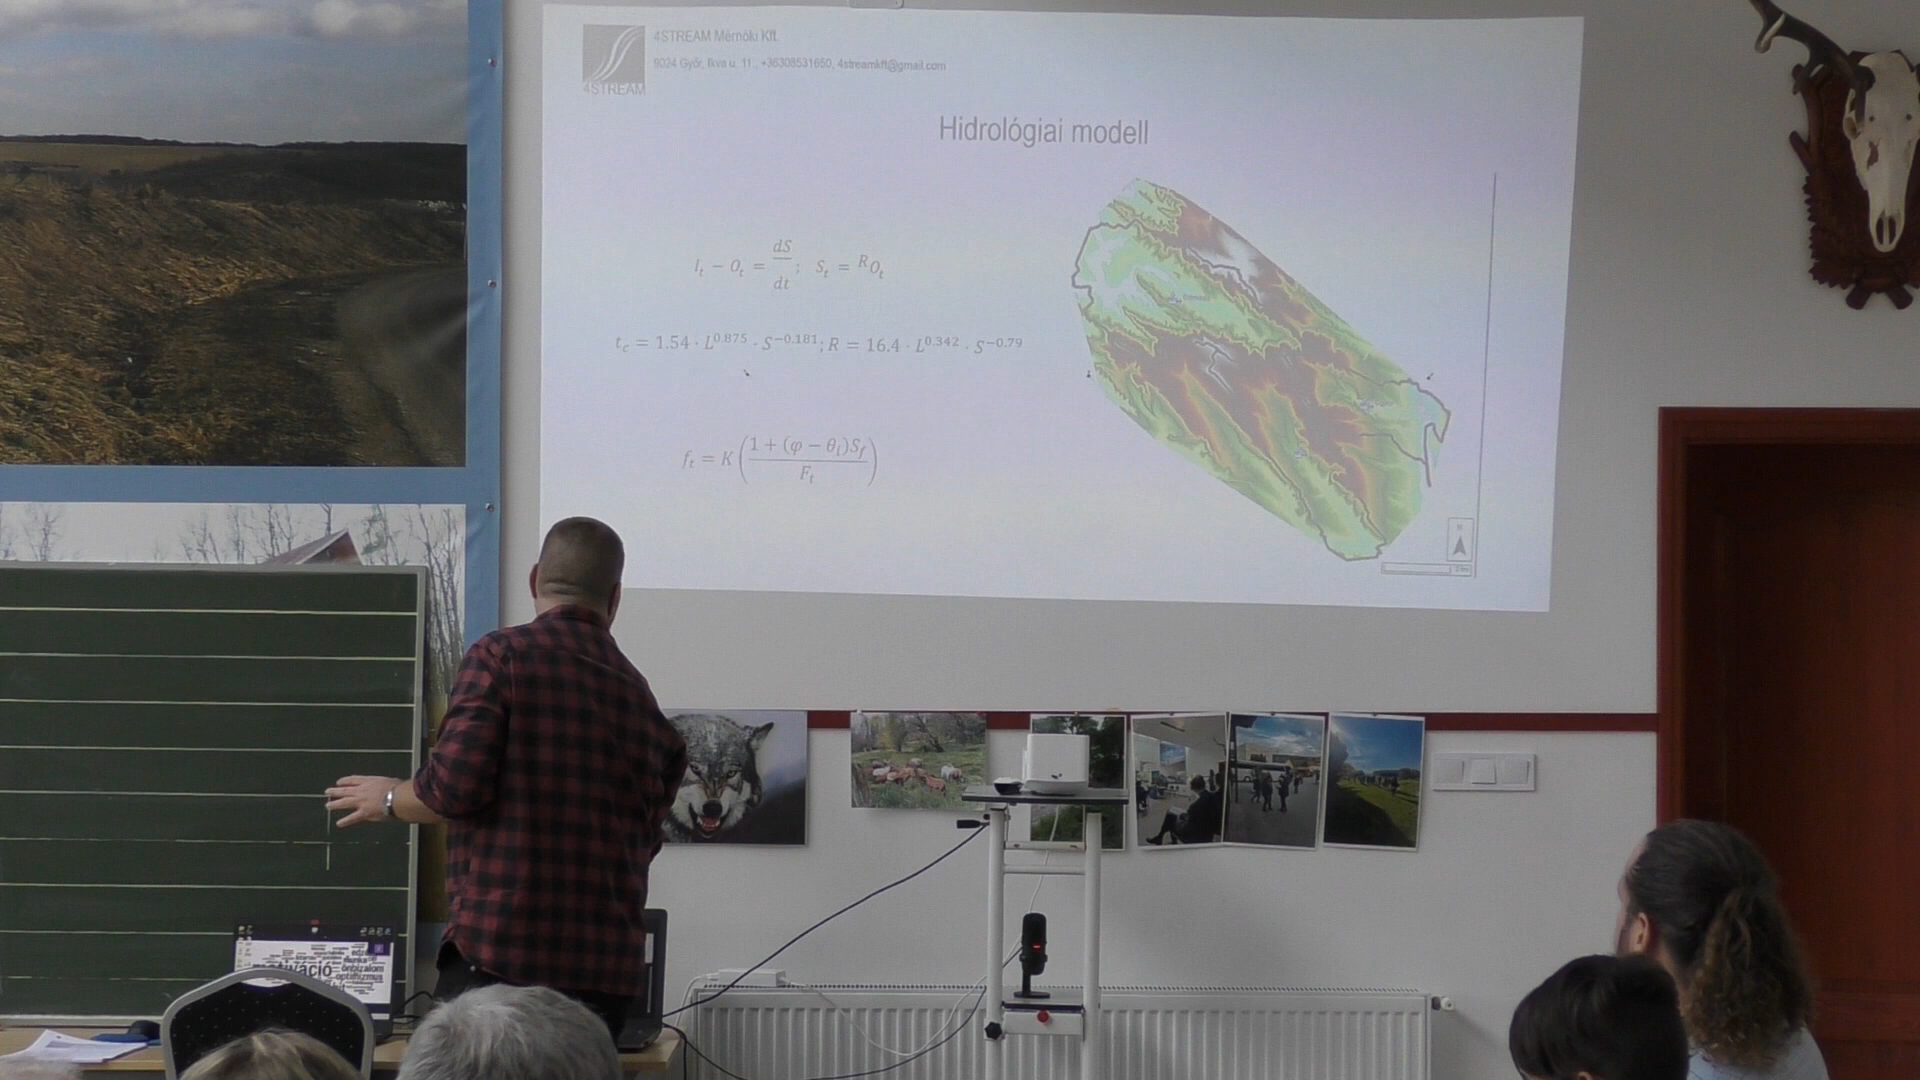 4STREAM Mérnöki Kft.
9024 Győr, Ikva u. 11., +36308531650, 4streamkft@gmail.com
4STREAM
Hidrológiai modell
I_t − O_t = dS/dt ; S_t = ^R O_t
t_c = 1.54 · L^0.875 · S^−0.181; R = 16.4 · L^0.342 · S^−0.79
f_t = K ( (1 + (φ − θ_i)S_f) / F_t )
N
önbizalom
optimizmus